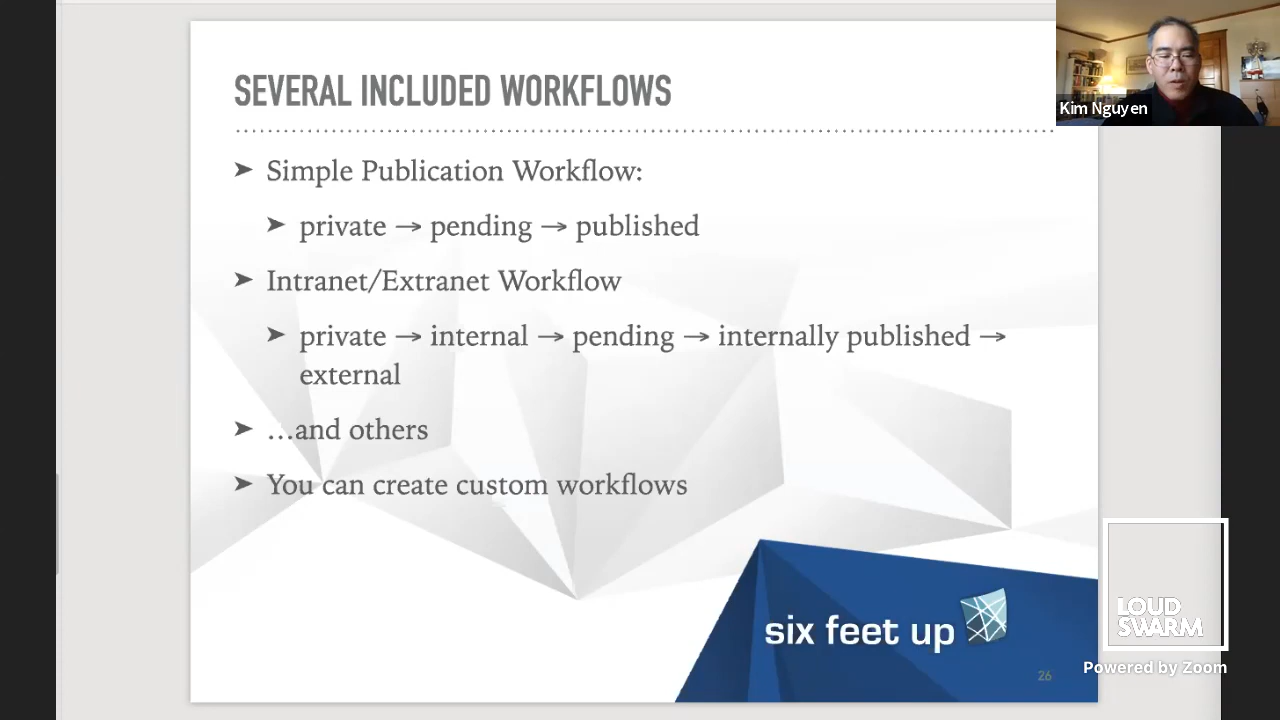 SEVERAL INCLUDED WORKFLOWS
Kim Nguyen
➤ Simple Publication Workflow:
➤ private → pending → published
➤ Intranet/Extranet Workflow
➤ private → internal → pending → internally published →
external
➤ …and others
➤ You can create custom workflows
six feet up
26
LOUD
SWARM
Powered by Zoom